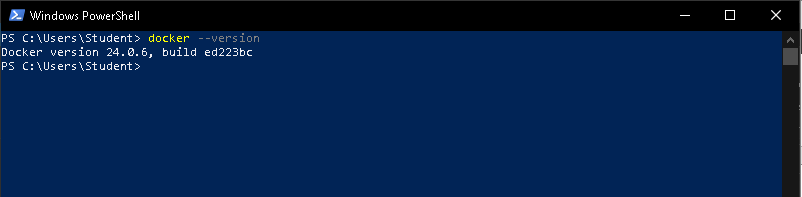 Windows PowerShell
PS C:\Users\Student> docker --version
Docker version 24.0.6, build ed223bc
PS C:\Users\Student>